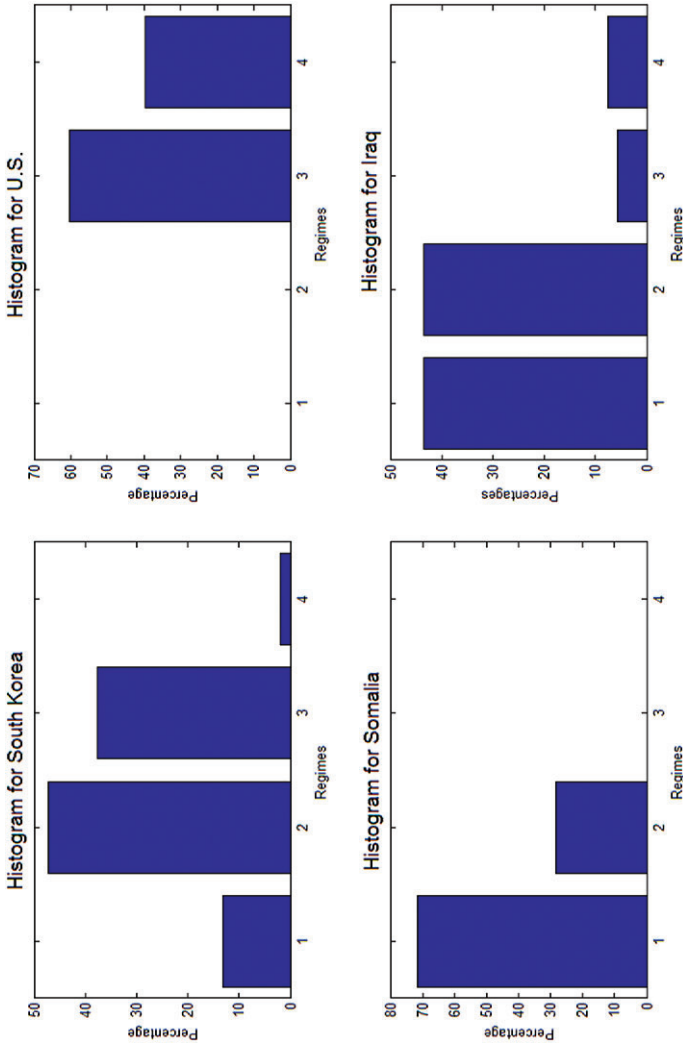 Histogram for South Korea
Percentage
50
40
30
20
10
0
1 2 3 4
Regimes
Histogram for U.S.
Percentage
70
60
50
40
30
20
10
0
1 2 3 4
Regimes
Histogram for Somalia
Percentage
80
70
60
50
40
30
20
10
0
1 2 3 4
Regimes
Histogram for Iraq
Percentages
50
40
30
20
10
0
1 2 3 4
Regimes